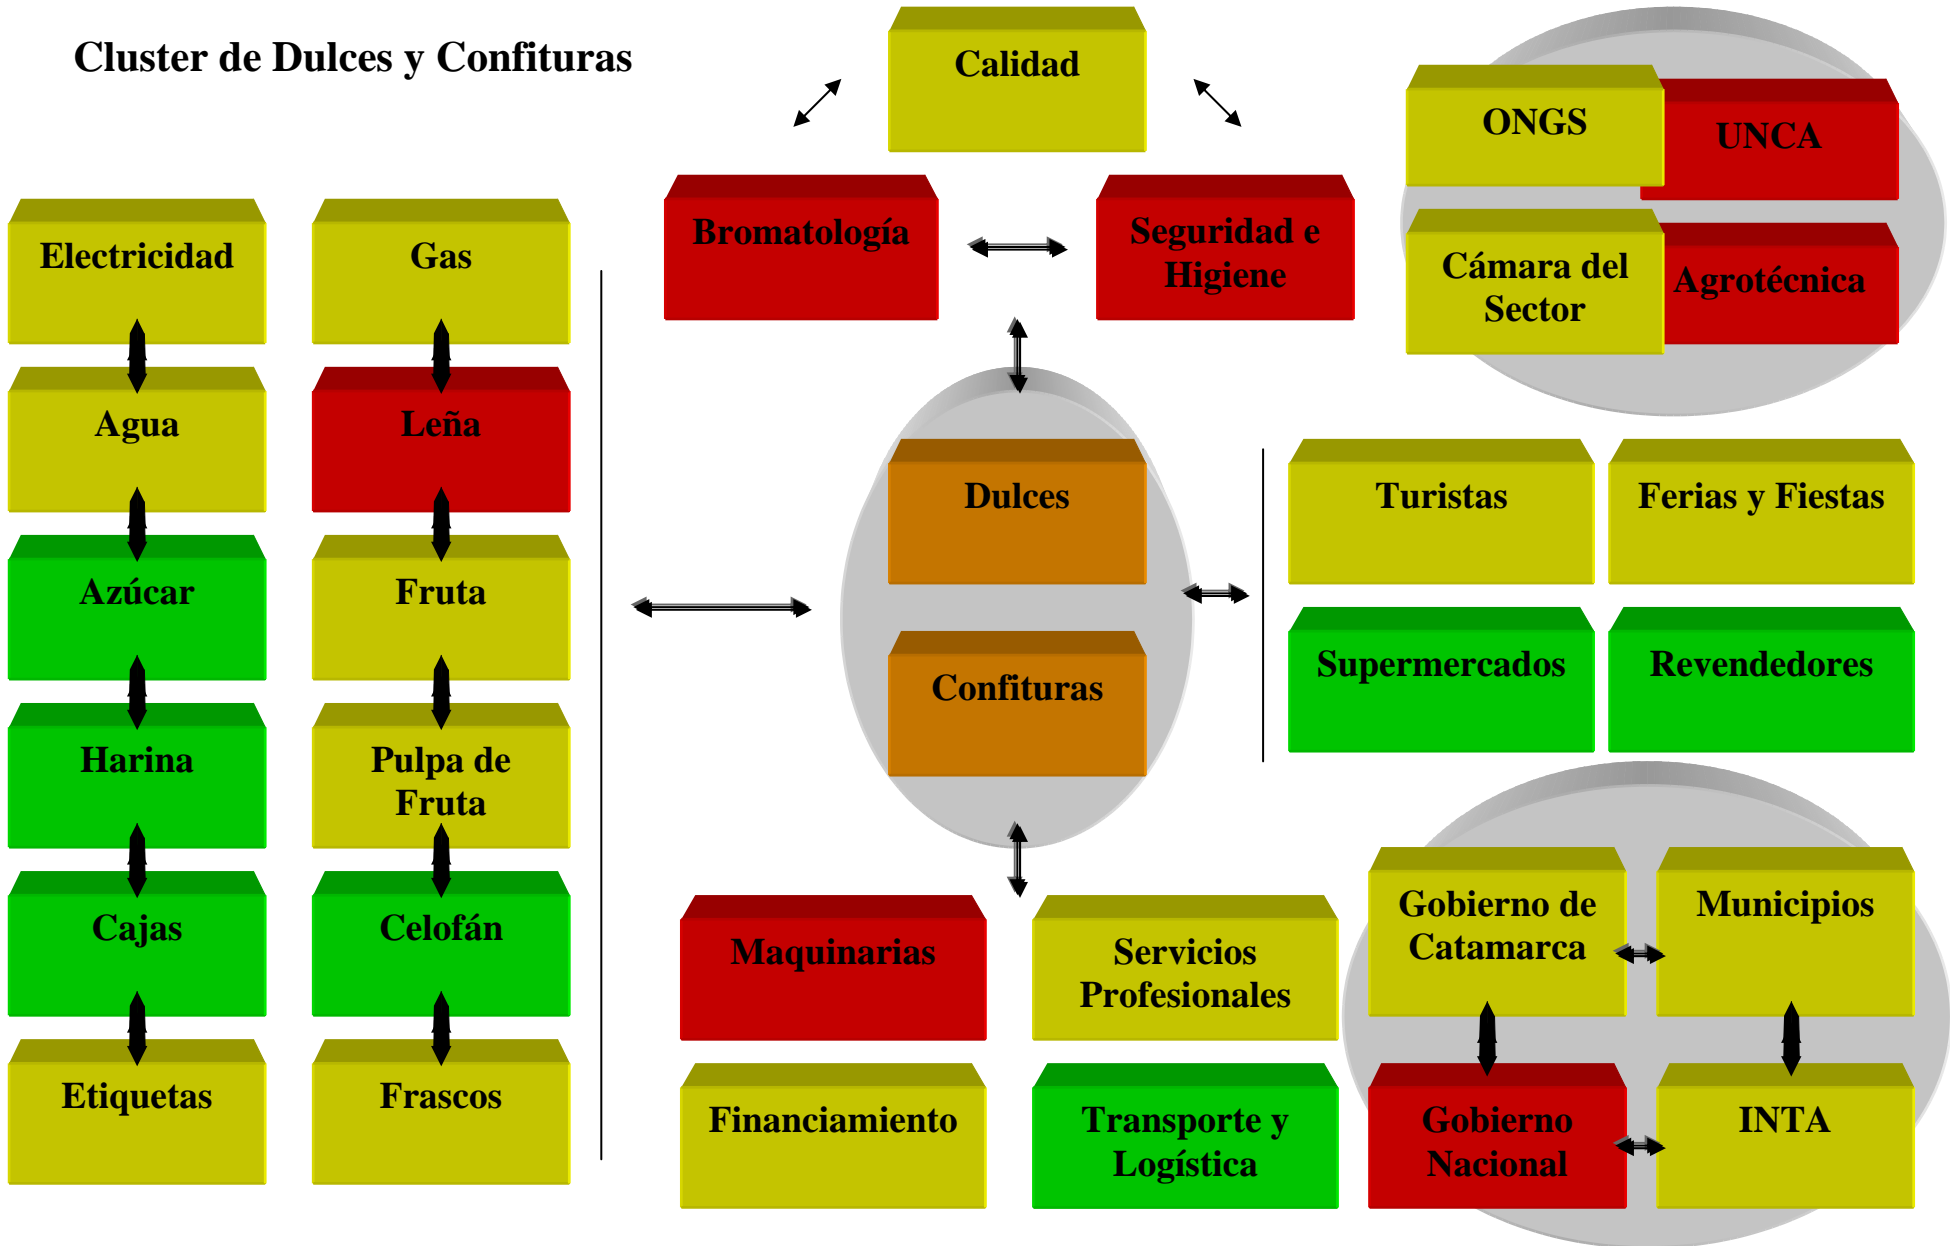 Cluster de Dulces y Confituras
Calidad
Bromatología
Seguridad e
Higiene
ONGS
UNCA
Cámara del
Sector
Agrotécnica
Electricidad
Gas
Agua
Leña
Azúcar
Fruta
Harina
Pulpa de
Fruta
Cajas
Celofán
Etiquetas
Frascos
Dulces
Confituras
Turistas
Ferias y Fiestas
Supermercados
Revendedores
Maquinarias
Servicios
Profesionales
Financiamiento
Transporte y
Logística
Gobierno de
Catamarca
Municipios
Gobierno
Nacional
INTA